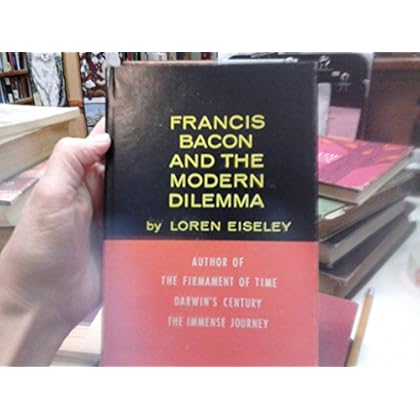 FRANCIS
BACON
AND THE
MODERN
DILEMMA
by LOREN EISELEY
AUTHOR OF
THE FIRMAMENT OF TIME
DARWIN'S CENTURY
THE IMMENSE JOURNEY